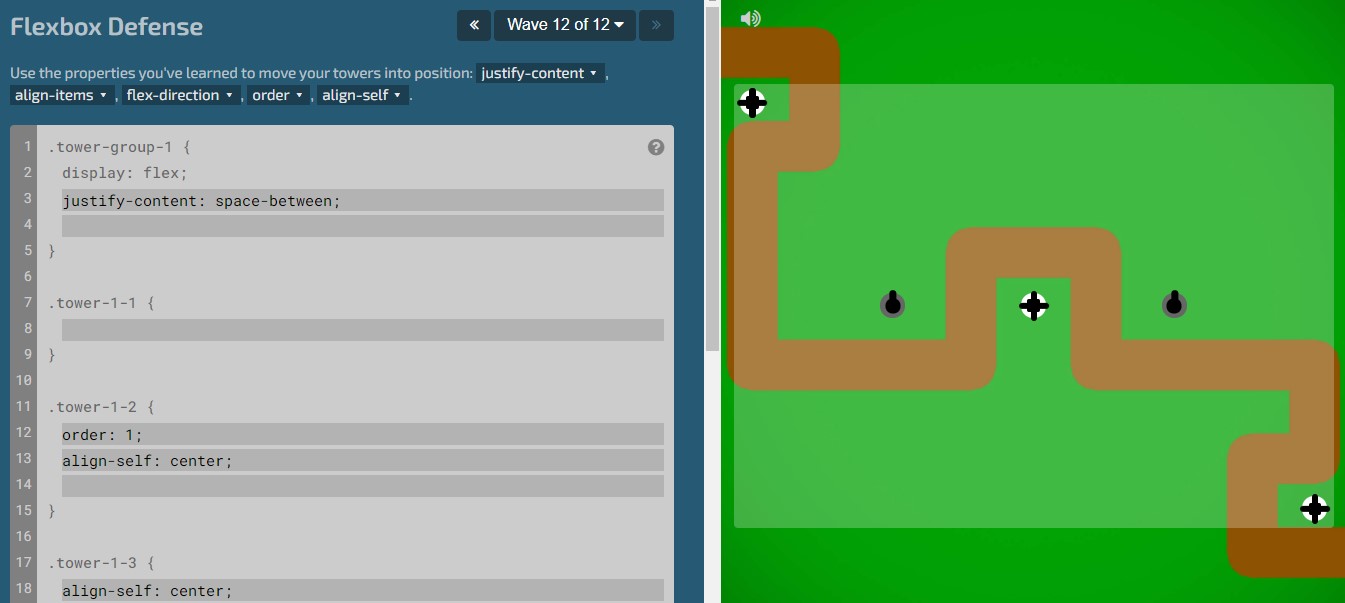 Flexbox Defense
« Wave 12 of 12 »
Use the properties you've learned to move your towers into position: justify-content ,
align-items , flex-direction , order , align-self .
1 .tower-group-1 { ?
2 display: flex;
3 justify-content: space-between;
4
5 }
6
7 .tower-1-1 {
8
9 }
10
11 .tower-1-2 {
12 order: 1;
13 align-self: center;
14
15 }
16
17 .tower-1-3 {
18 align-self: center;